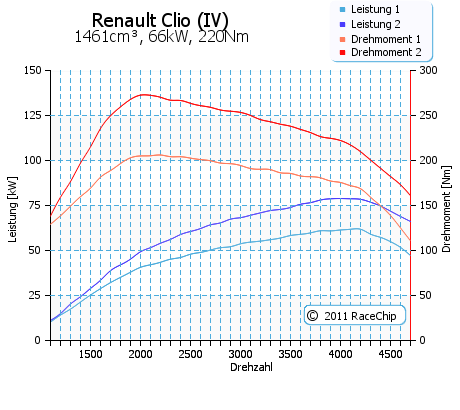 Renault Clio (IV)
1461cm³, 66kW, 220Nm
Leistung 1
Leistung 2
Drehmoment 1
Drehmoment 2
150
125
100
75
50
25
0
Leistung [kW]
300
250
200
150
100
50
0
Drehmoment [Nm]
© 2011 RaceChip
1500 2000 2500 3000 3500 4000 4500
Drehzahl